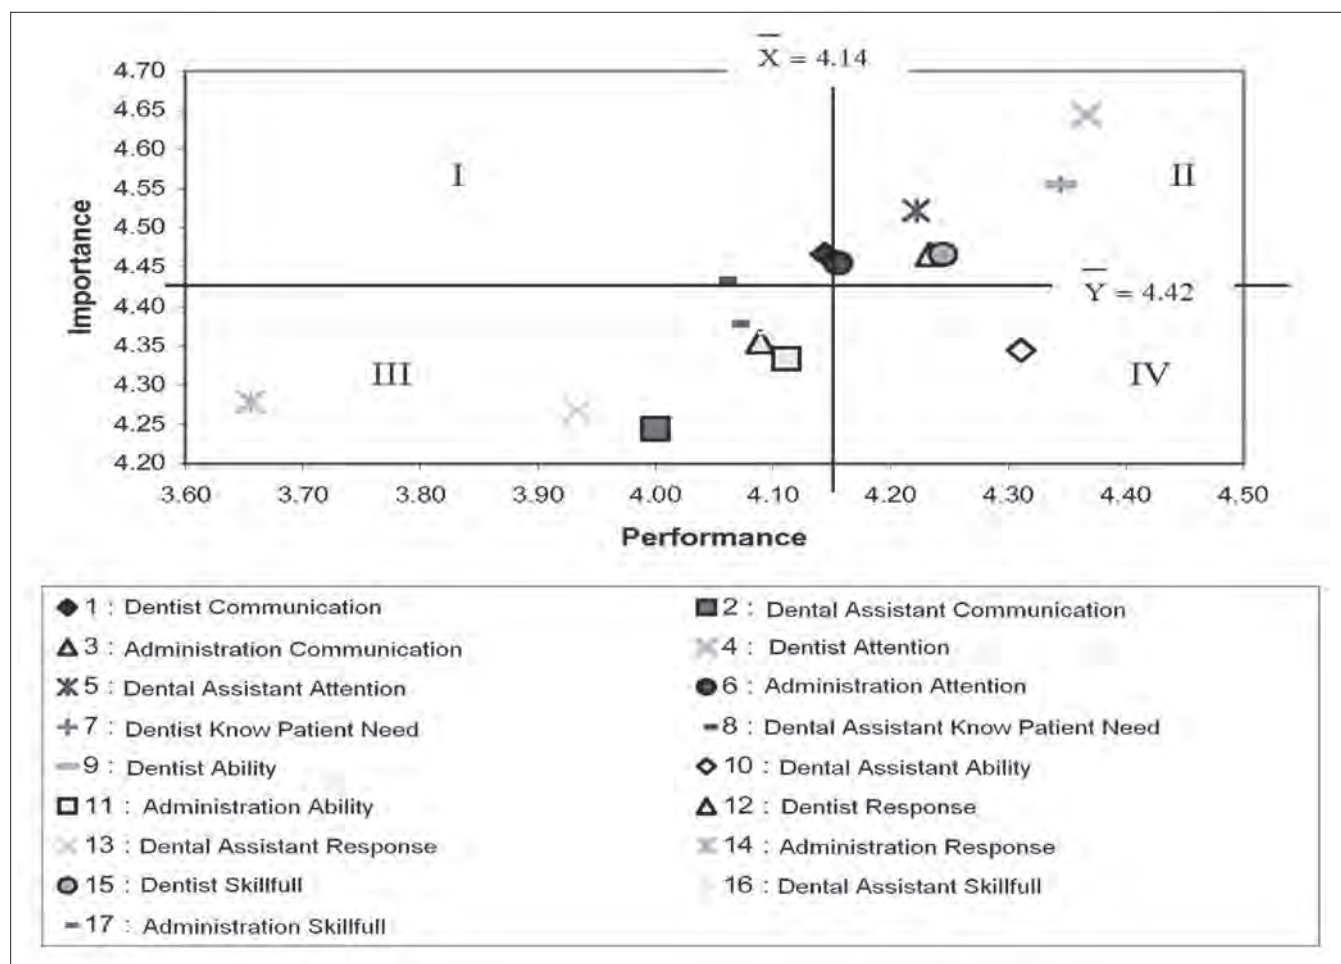 X = 4.14
4.70
4.65
4.60
4.55
4.50
4.45
4.40
4.35
4.30
4.25
4.20
Importance
I
II
Y = 4.42
III
IV
3.60 3.70 3.80 3.90 4.00 4.10 4.20 4.30 4.40 4.50
Performance
1 : Dentist Communication
2 : Dental Assistant Communication
3 : Administration Communication
4 : Dentist Attention
5 : Dental Assistant Attention
6 : Administration Attention
7 : Dentist Know Patient Need
8 : Dental Assistant Know Patient Need
9 : Dentist Ability
10 : Dental Assistant Ability
11 : Administration Ability
12 : Dentist Response
13 : Dental Assistant Response
14 : Administration Response
15 : Dentist Skillfull
16 : Dental Assistant Skillfull
17 : Administration Skillfull